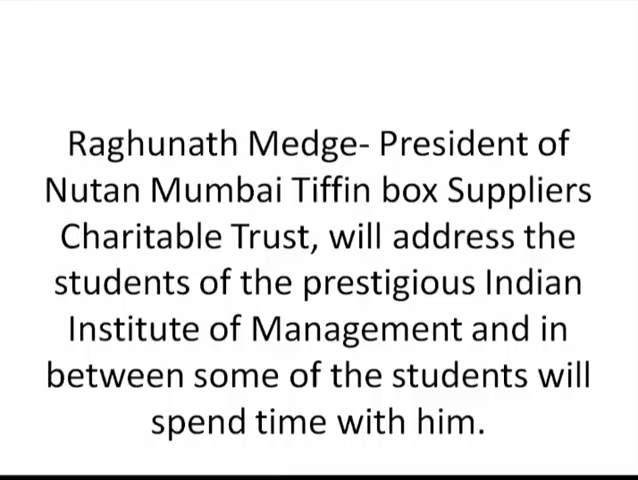 Raghunath Medge- President of
Nutan Mumbai Tiffin box Suppliers
Charitable Trust, will address the
students of the prestigious Indian
Institute of Management and in
between some of the students will
spend time with him.